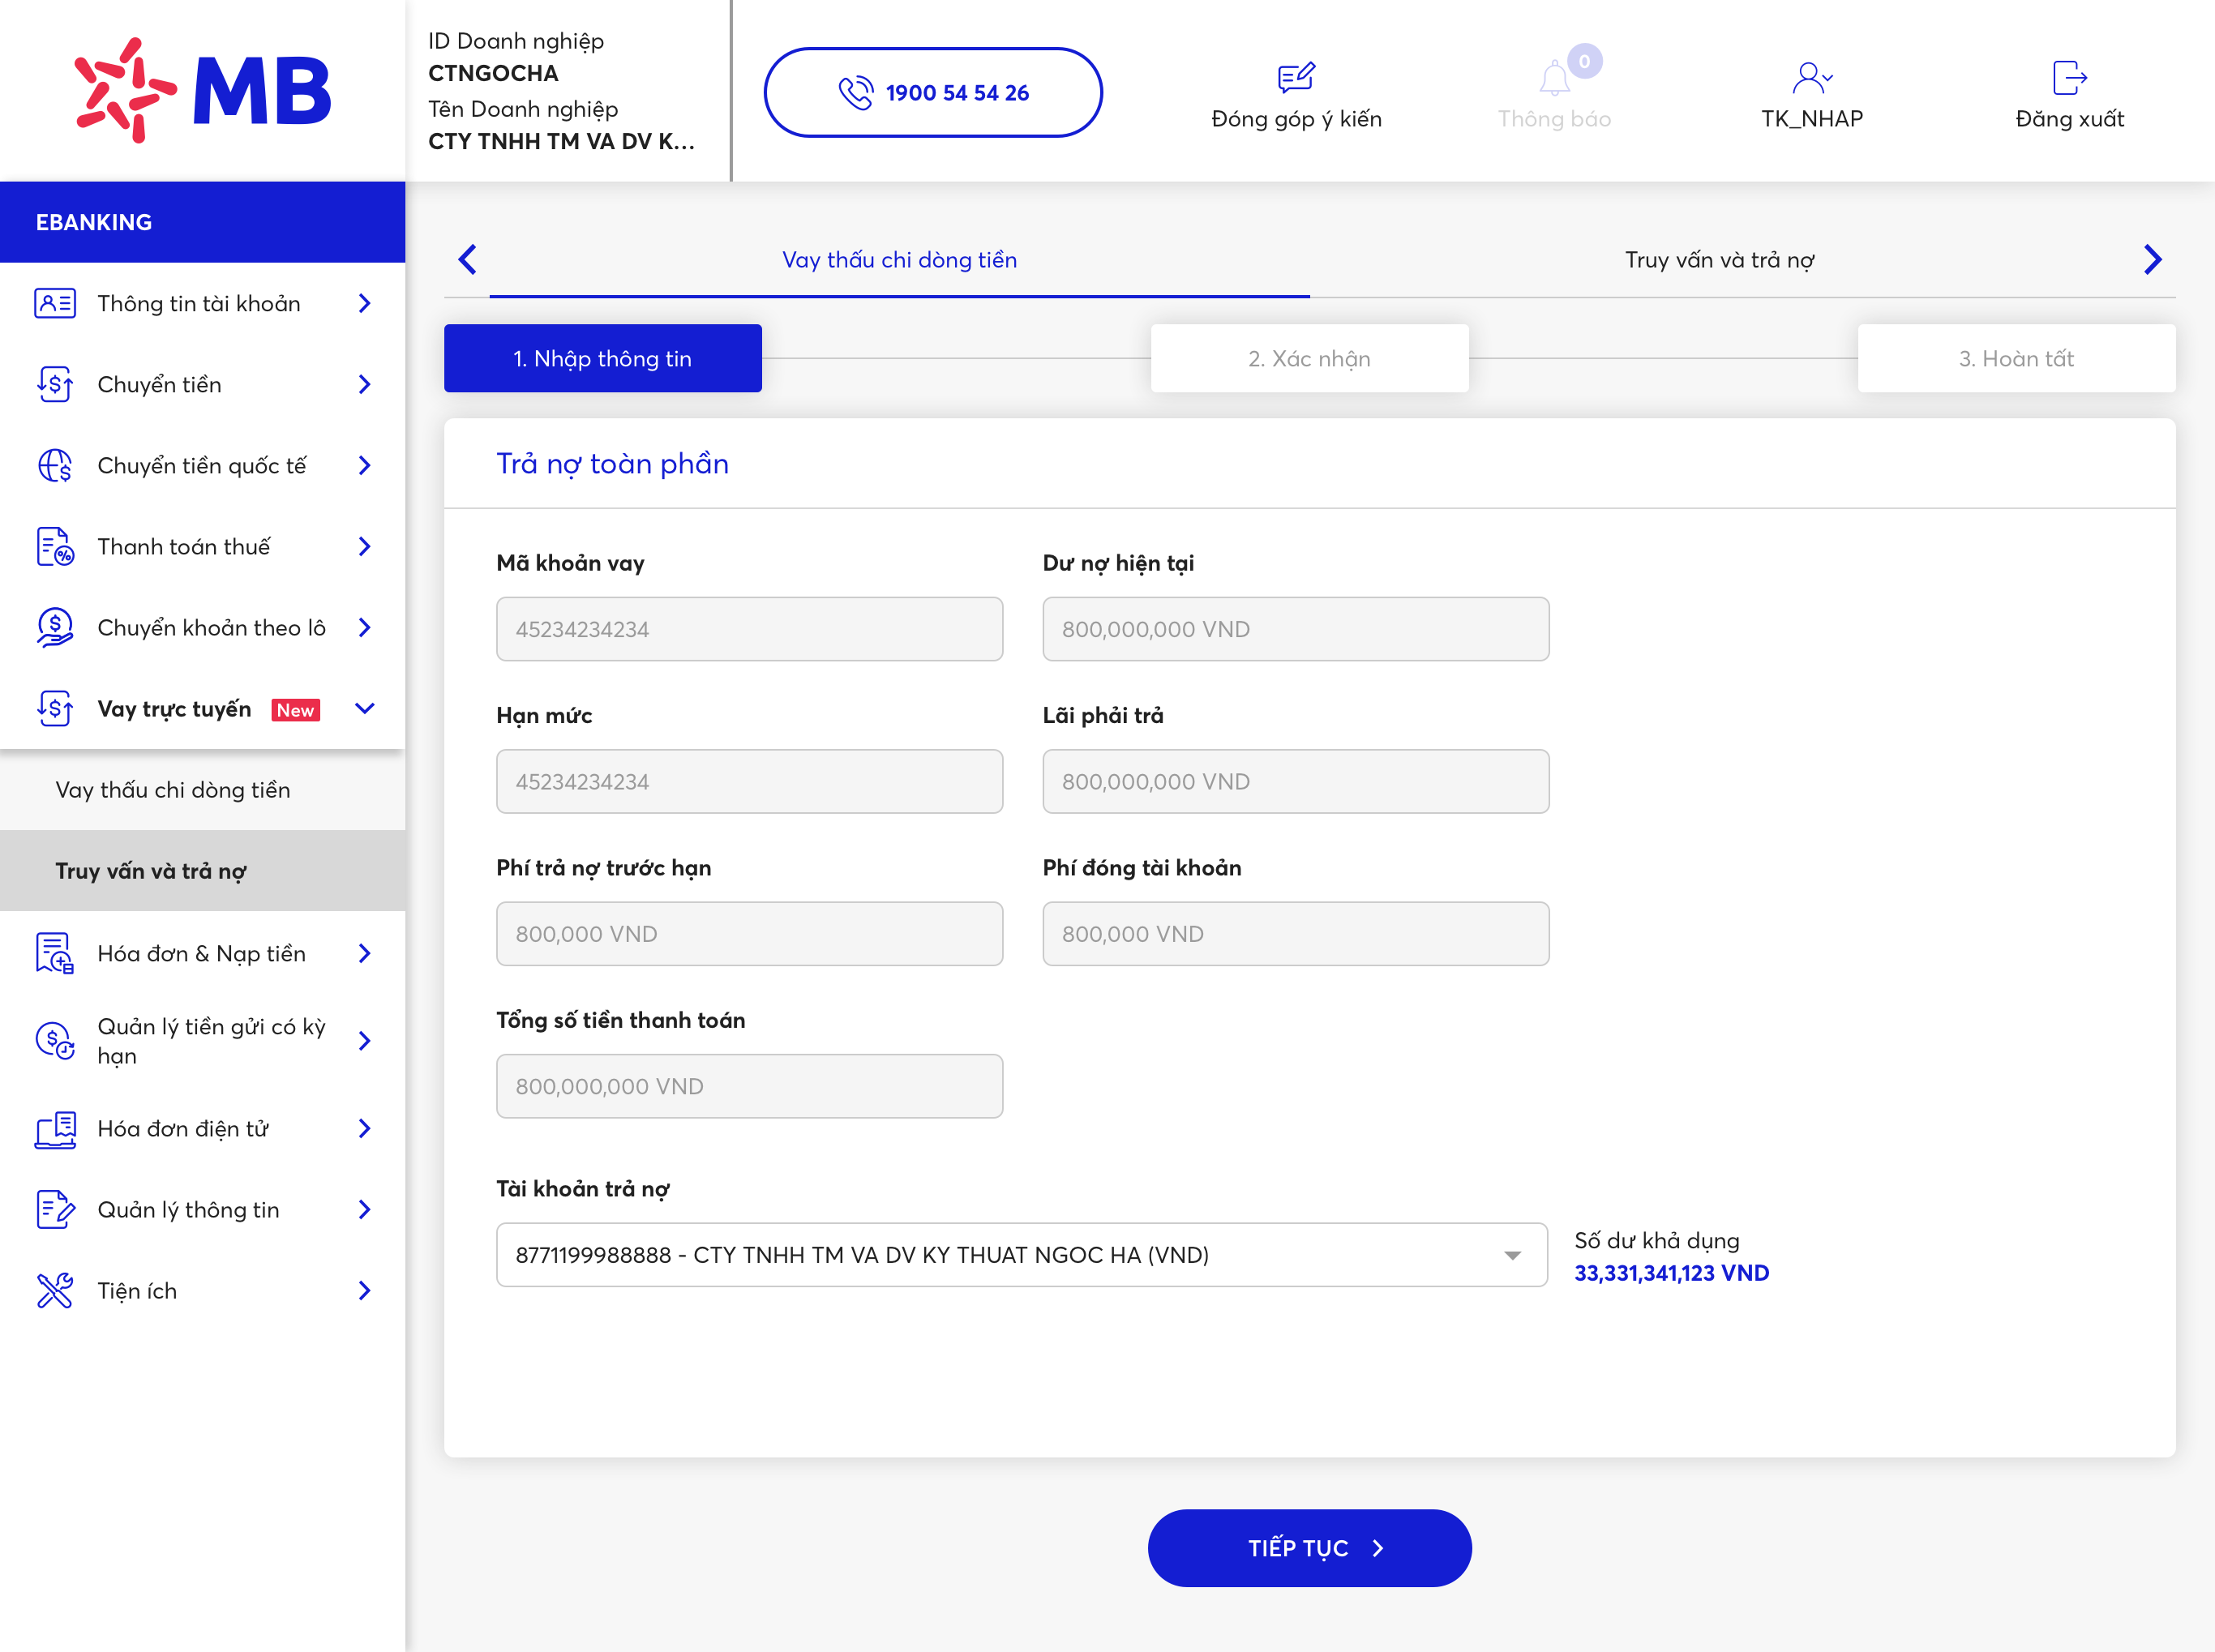 MB
ID Doanh nghiệp
CTNGOCHA
Tên Doanh nghiệp
CTY TNHH TM VA DV K...
1900 54 54 26
Đóng góp ý kiến
0
Thông báo
TK_NHAP
Đăng xuất
EBANKING
Thông tin tài khoản
Chuyển tiền
Chuyển tiền quốc tế
Thanh toán thuế
Chuyển khoản theo lô
Vay trực tuyến New
Vay thấu chi dòng tiền
Truy vấn và trả nợ
Hóa đơn & Nạp tiền
Quản lý tiền gửi có kỳ
hạn
Hóa đơn điện tử
Quản lý thông tin
Tiện ích
Vay thấu chi dòng tiền
Truy vấn và trả nợ
1. Nhập thông tin
2. Xác nhận
3. Hoàn tất
Trả nợ toàn phần
Mã khoản vay
45234234234
Dư nợ hiện tại
800,000,000 VND
Hạn mức
45234234234
Lãi phải trả
800,000,000 VND
Phí trả nợ trước hạn
800,000 VND
Phí đóng tài khoản
800,000 VND
Tổng số tiền thanh toán
800,000,000 VND
Tài khoản trả nợ
8771199988888 - CTY TNHH TM VA DV KY THUAT NGOC HA (VND)
Số dư khả dụng
33,331,341,123 VND
TIẾP TỤC